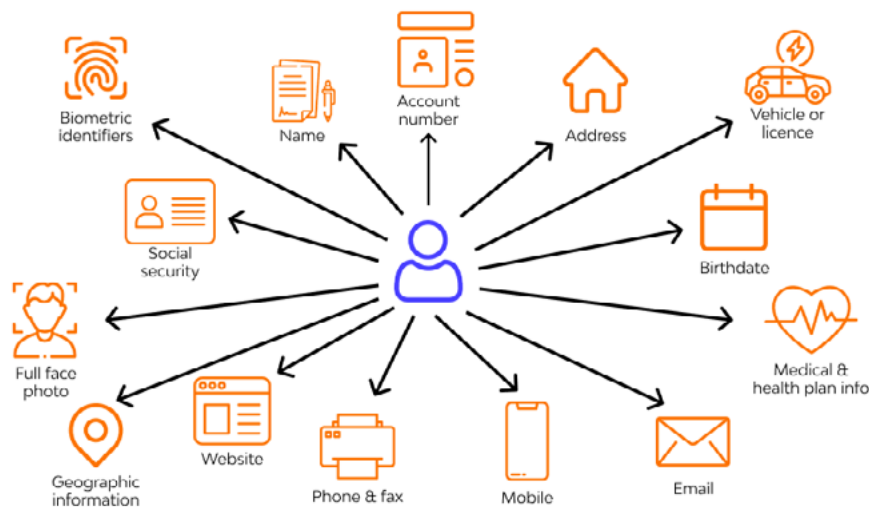 Biometric
identifiers
Name
Account
number
Address
Vehicle or
licence
Social
security
Birthdate
Full face
photo
Medical &
health plan info
Geographic
information
Website
Phone & fax
Mobile
Email